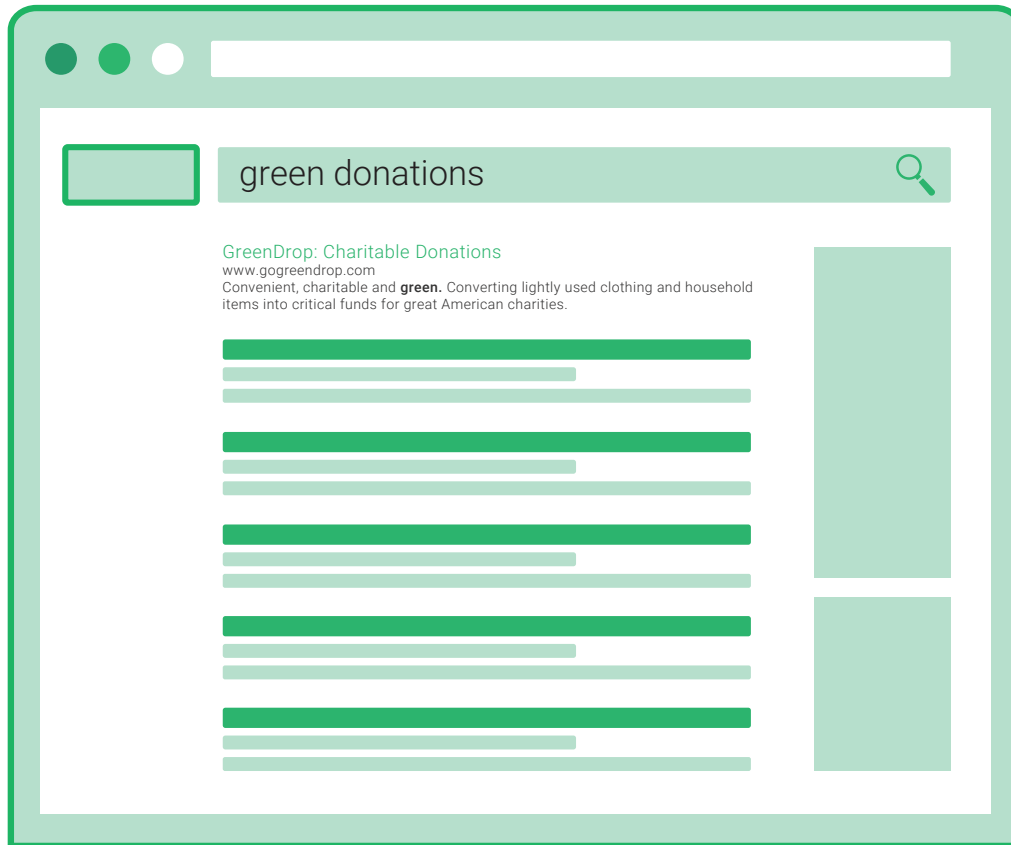 green donations
GreenDrop: Charitable Donations
www.gogreendrop.com
Convenient, charitable and green. Converting lightly used clothing and household
items into critical funds for great American charities.